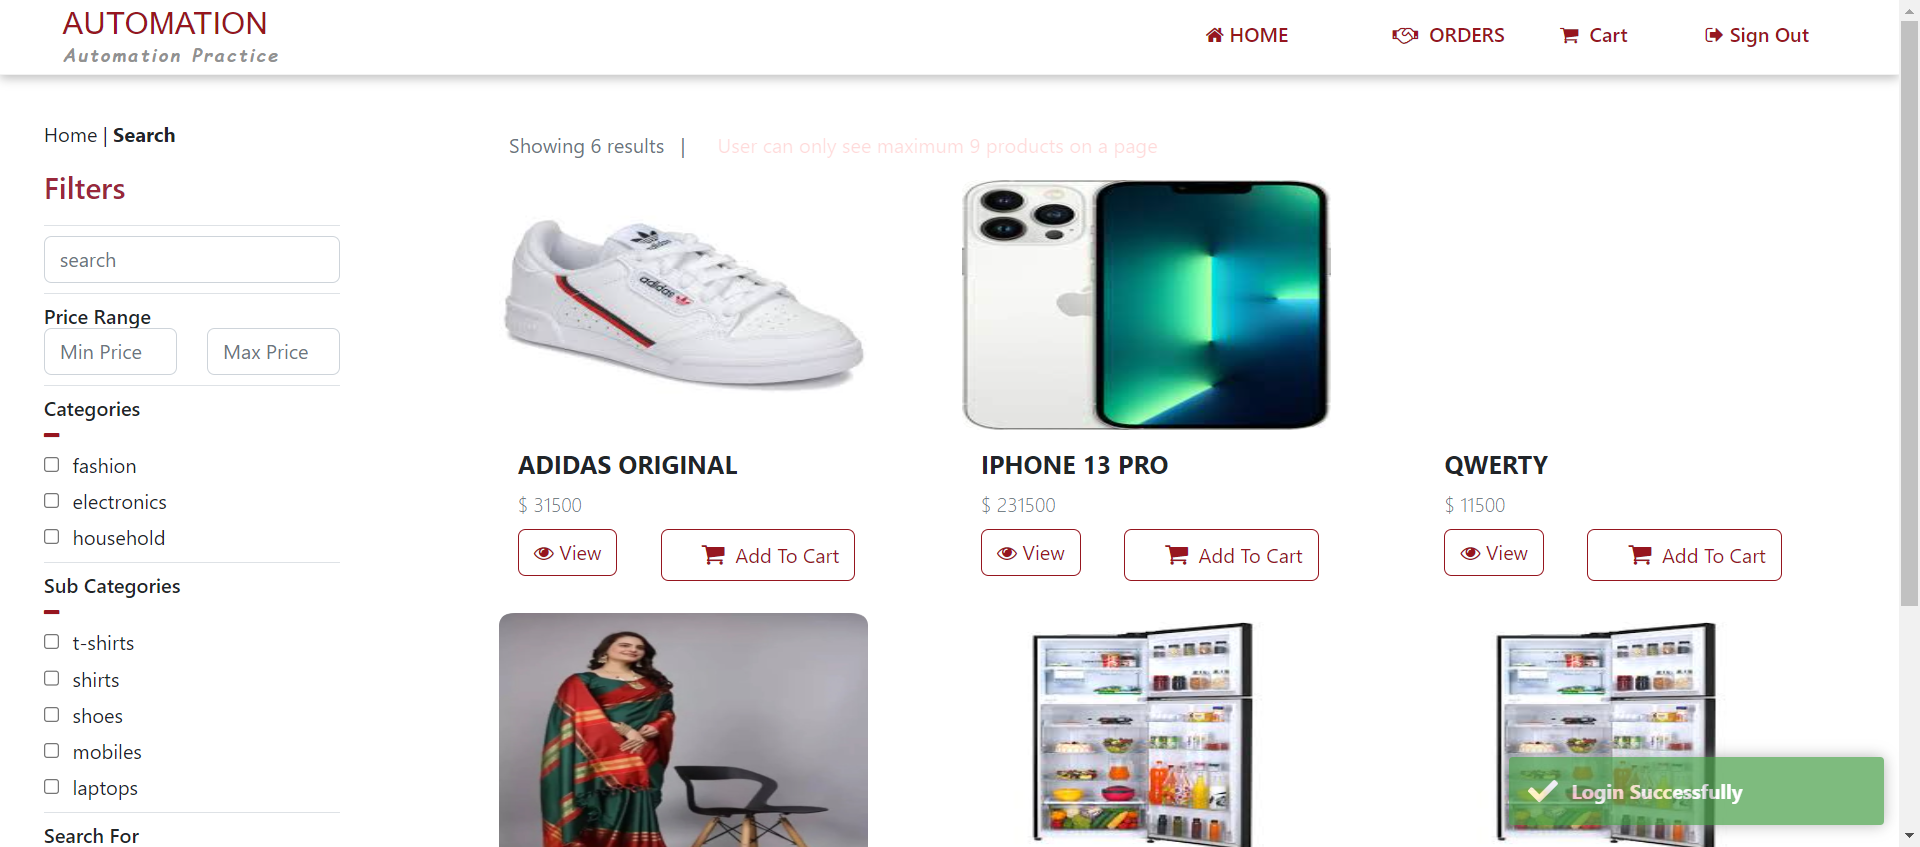 AUTOMATION
Automation Practice
HOME
ORDERS
Cart
Sign Out
Home | Search
Filters
search
Price Range
Min Price
Max Price
Categories
fashion
electronics
household
Sub Categories
t-shirts
shirts
shoes
mobiles
laptops
Search For
Showing 6 results |
User can only see maximum 9 products on a page
adidas
adidas
ADIDAS ORIGINAL
$ 31500
View
Add To Cart
IPHONE 13 PRO
$ 231500
View
Add To Cart
QWERTY
$ 11500
View
Add To Cart
Login Successfully